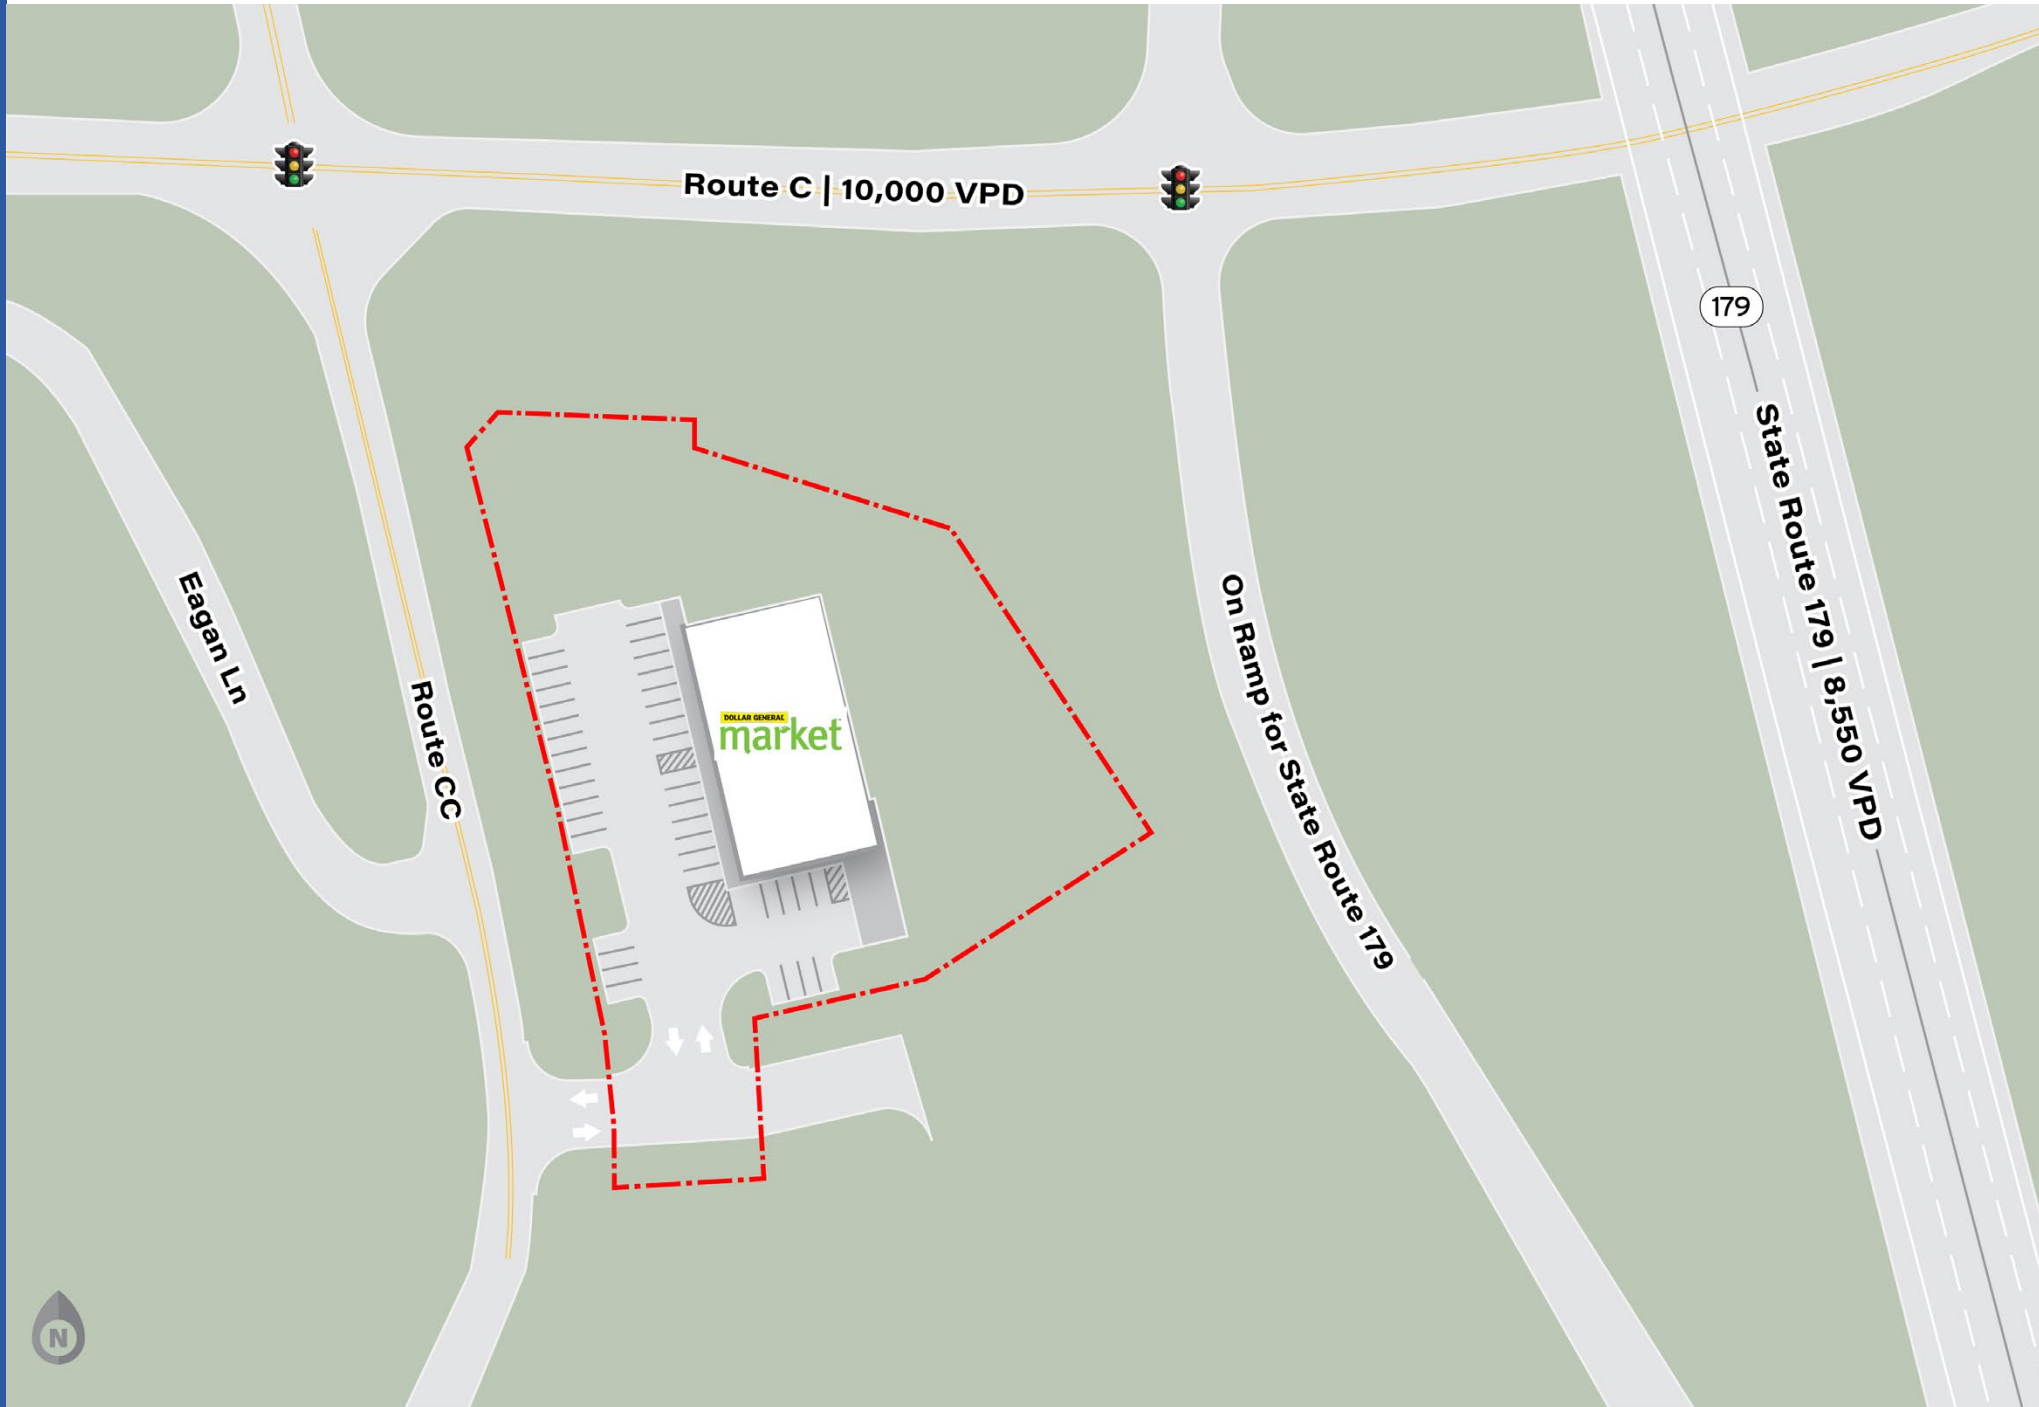 Route C | 10,000 VPD
179
State Route 179 | 8,550 VPD
Eagan Ln
Route CC
On Ramp for State Route 179
DOLLAR GENERAL
market
N